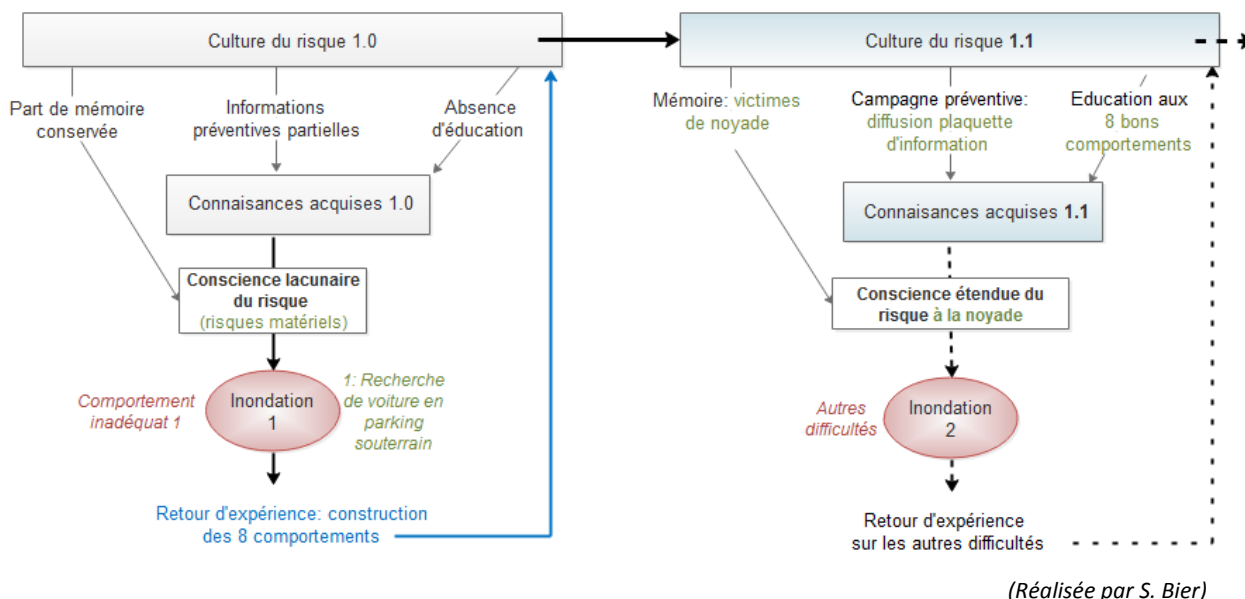 Culture du risque 1.0
Part de mémoire
conservée
Informations
préventives partielles
Absence
d'éducation
Connaisances acquises 1.0
Conscience lacunaire
du risque
(risques matériels)
Comportement
inadéquat 1
Inondation
1
1: Recherche
de voiture en
parking
souterrain
Retour d'expérience: construction
des 8 comportements
Culture du risque 1.1
Mémoire: victimes
de noyade
Campagne préventive:
diffusion plaquette
d'information
Education aux
8 bons
comportements
Connaisances acquises 1.1
Conscience étendue du
risque à la noyade
Autres
difficultés
Inondation
2
Retour d'expérience
sur les autres difficultés
(Réalisée par S. Bier)